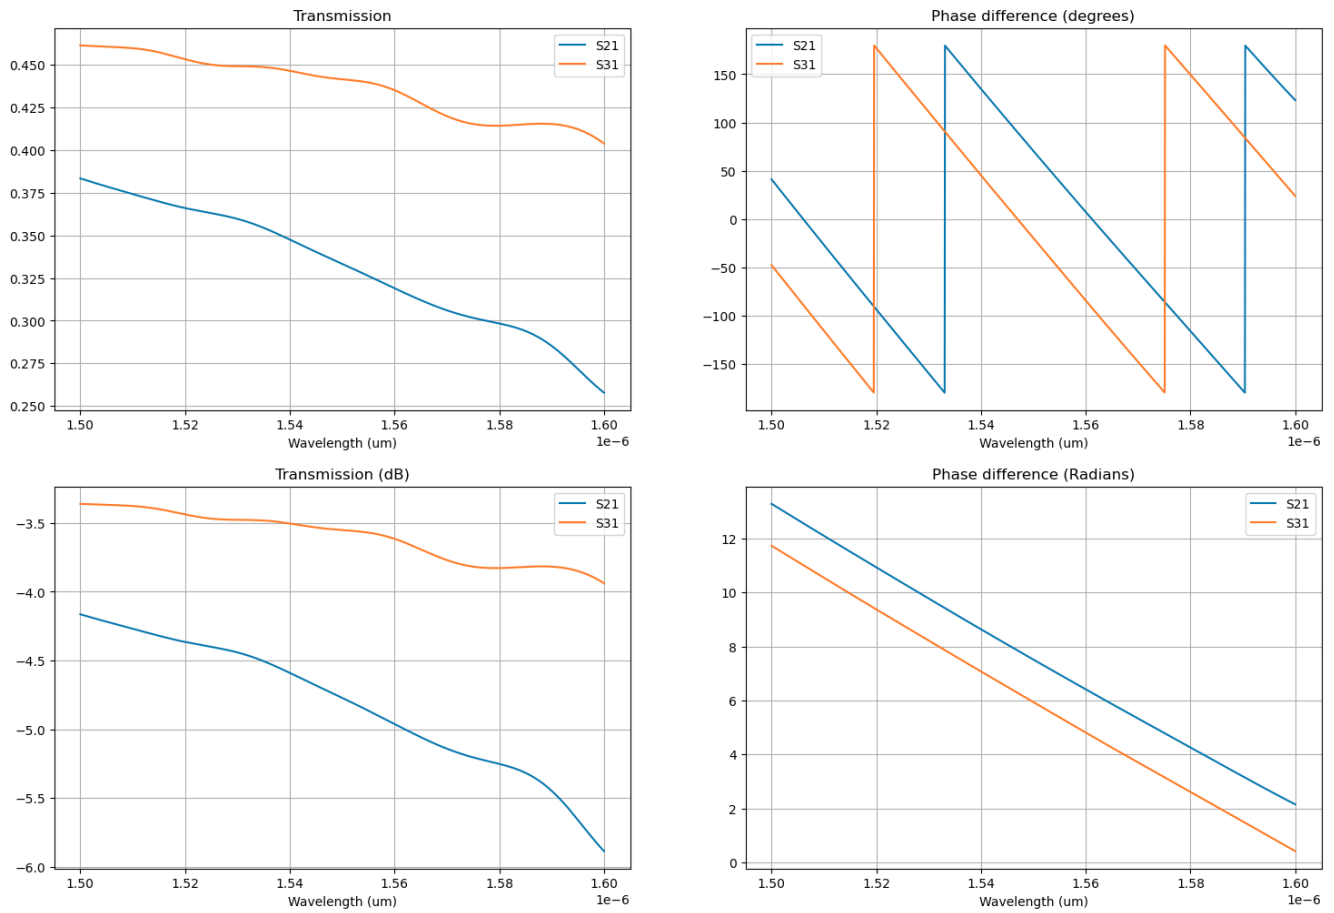 Transmission
S21
S31
0.450
0.425
0.400
0.375
0.350
0.325
0.300
0.275
0.250
1.50 1.52 1.54 1.56 1.58 1.60
1e−6
Wavelength (um)
Phase difference (degrees)
S21
S31
150
100
50
0
−50
−100
−150
1.50 1.52 1.54 1.56 1.58 1.60
1e−6
Wavelength (um)
Transmission (dB)
S21
S31
−3.5
−4.0
−4.5
−5.0
−5.5
−6.0
1.50 1.52 1.54 1.56 1.58 1.60
1e−6
Wavelength (um)
Phase difference (Radians)
S21
S31
12
10
8
6
4
2
0
1.50 1.52 1.54 1.56 1.58 1.60
1e−6
Wavelength (um)